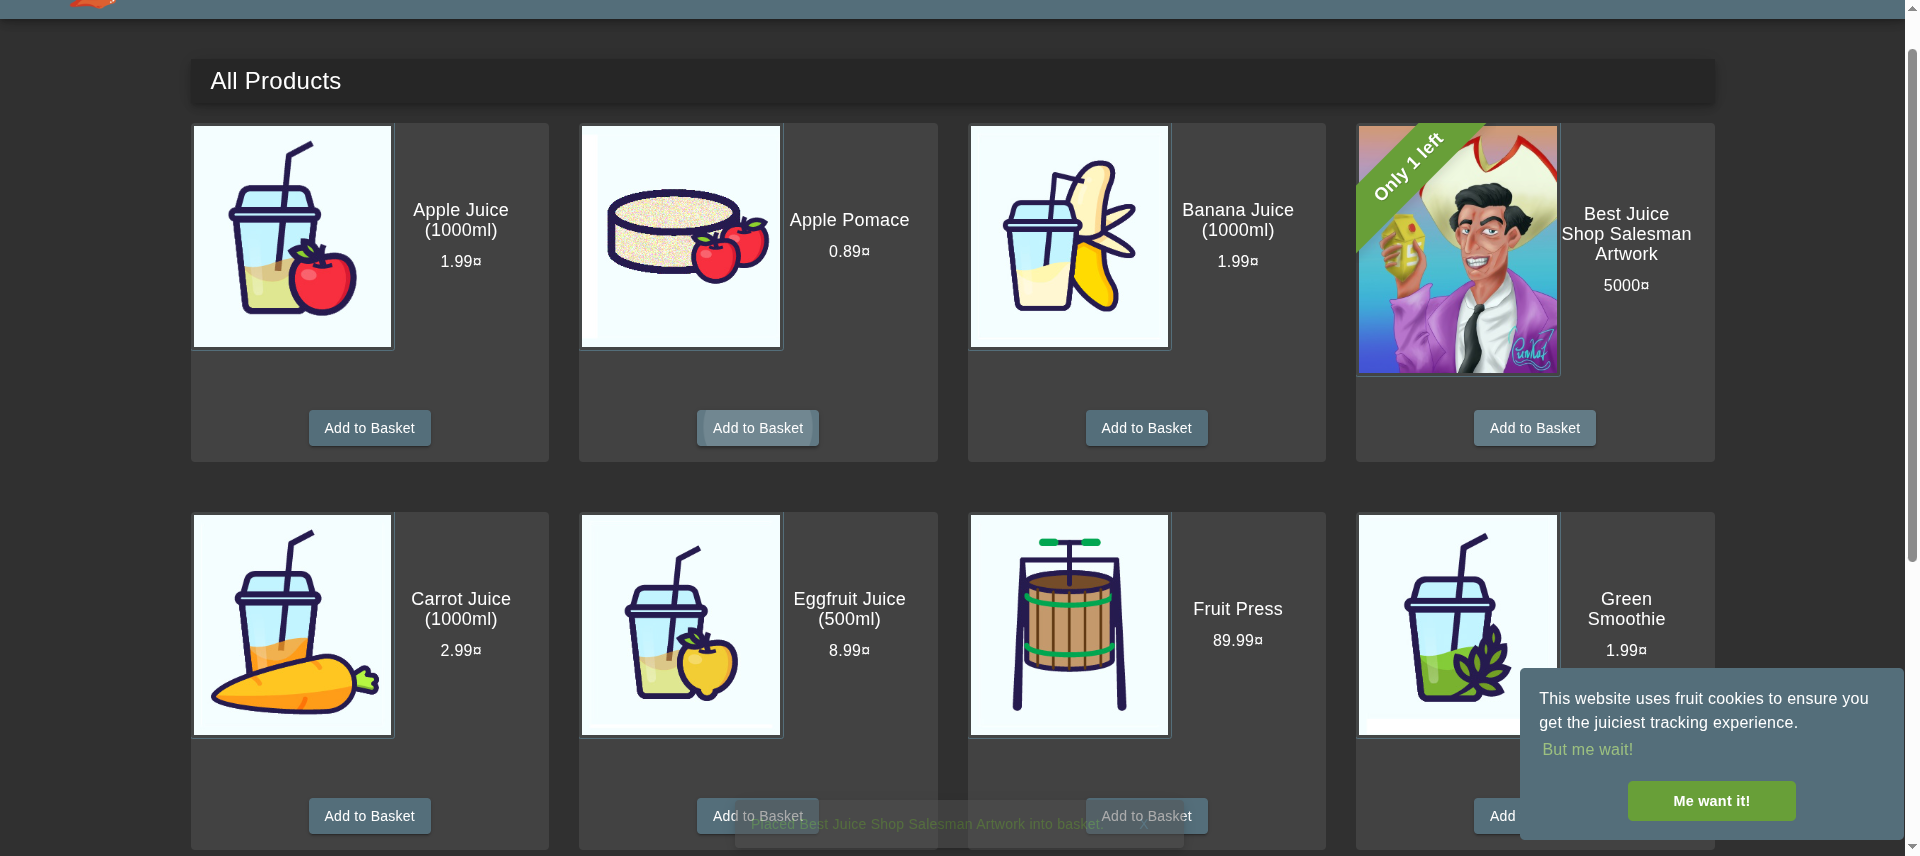 All Products
Apple Juice
(1000ml)
1.99¤
Add to Basket
Apple Pomace
0.89¤
Add to Basket
Banana Juice
(1000ml)
1.99¤
Add to Basket
Only 1 left
Best Juice
Shop Salesman
Artwork
5000¤
Add to Basket
Carrot Juice
(1000ml)
2.99¤
Add to Basket
Eggfruit Juice
(500ml)
8.99¤
Add to Basket
Fruit Press
89.99¤
Add to Basket
Green
Smoothie
1.99¤
Add
Placed Best Juice Shop Salesman Artwork into basket.
X
This website uses fruit cookies to ensure you
get the juiciest tracking experience.
But me wait!
Me want it!